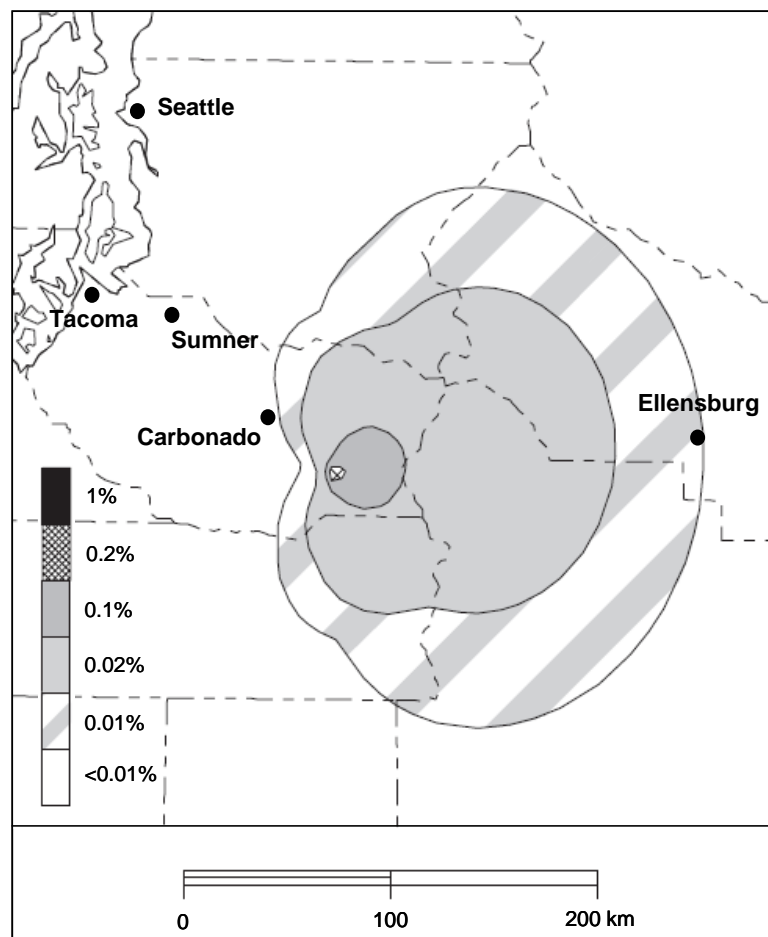 Seattle
Tacoma
Sumner
Carbonado
Ellensburg
1%
0.2%
0.1%
0.02%
0.01%
<0.01%
0 100 200 km